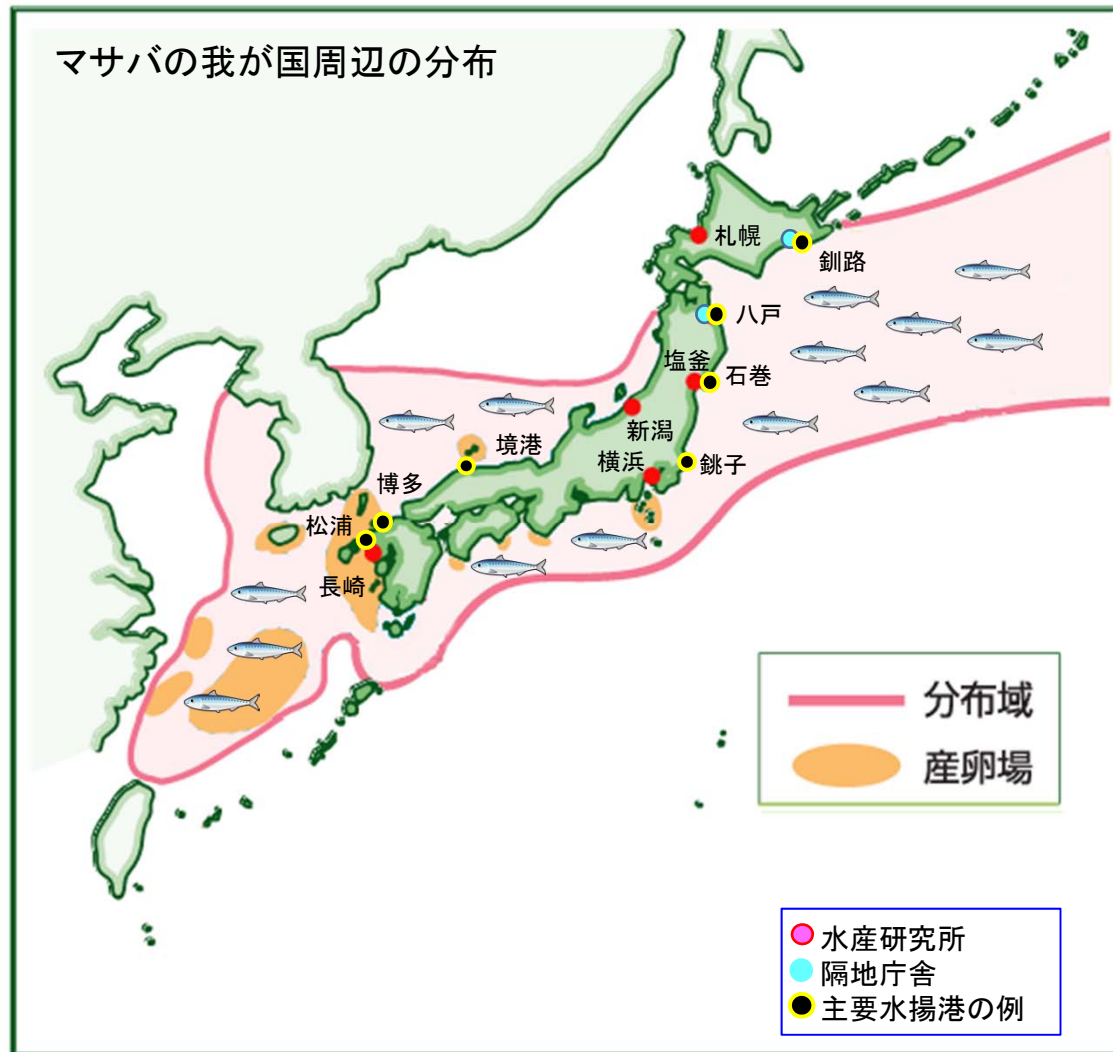 マサバの我が国周辺の分布
札幌
釧路
八戸
塩釜
石巻
新潟
境港
横浜
銚子
博多
松浦
長崎
分布域
産卵場
水産研究所
隔地庁舎
主要水揚港の例